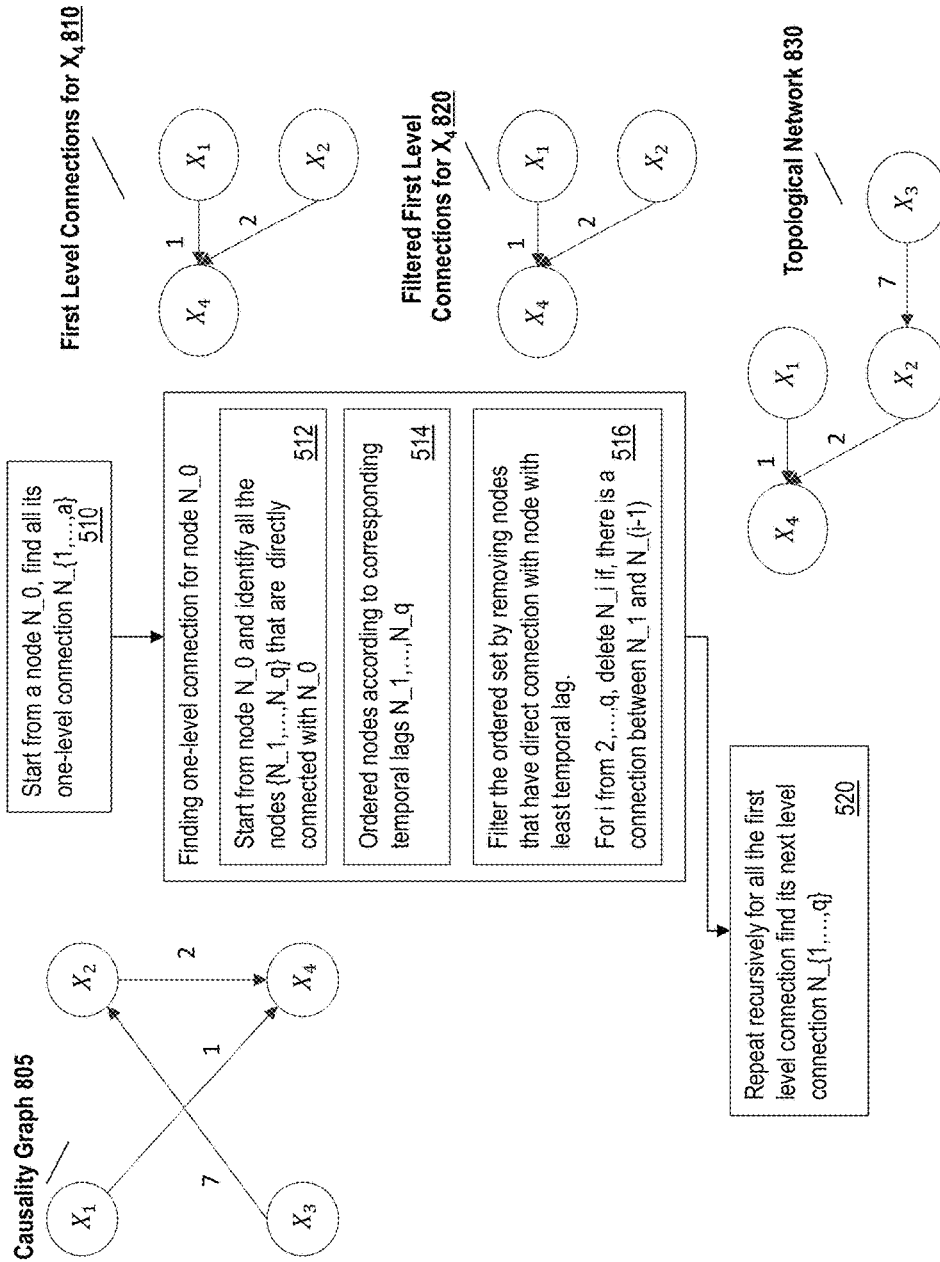 Causality Graph 805
X₁
X₂
7
1
2
X₃
X₄
Start from a node N_0, find all its
one-level connection N_{1,...,a}
510
Finding one-level connection for node N_0
Start from node N_0 and identify all the
nodes {N_1,...,N_q} that are directly
connected with N_0
512
Ordered nodes according to corresponding
temporal lags N_1,...,N_q
514
Filter the ordered set by removing nodes
that have direct connection with node with
least temporal lag.
For i from 2,...,q, delete N_i if, there is a
connection between N_1 and N_(i-1)
516
Repeat recursively for all the first
level connection find its next level
connection N_{1,...,q}
520
First Level Connections for X₄ 810
X₄
1
X₁
2
X₂
Filtered First Level
Connections for X₄ 820
X₄
1
X₁
2
X₂
Topological Network 830
X₄
1
X₁
2
X₂
7
X₃